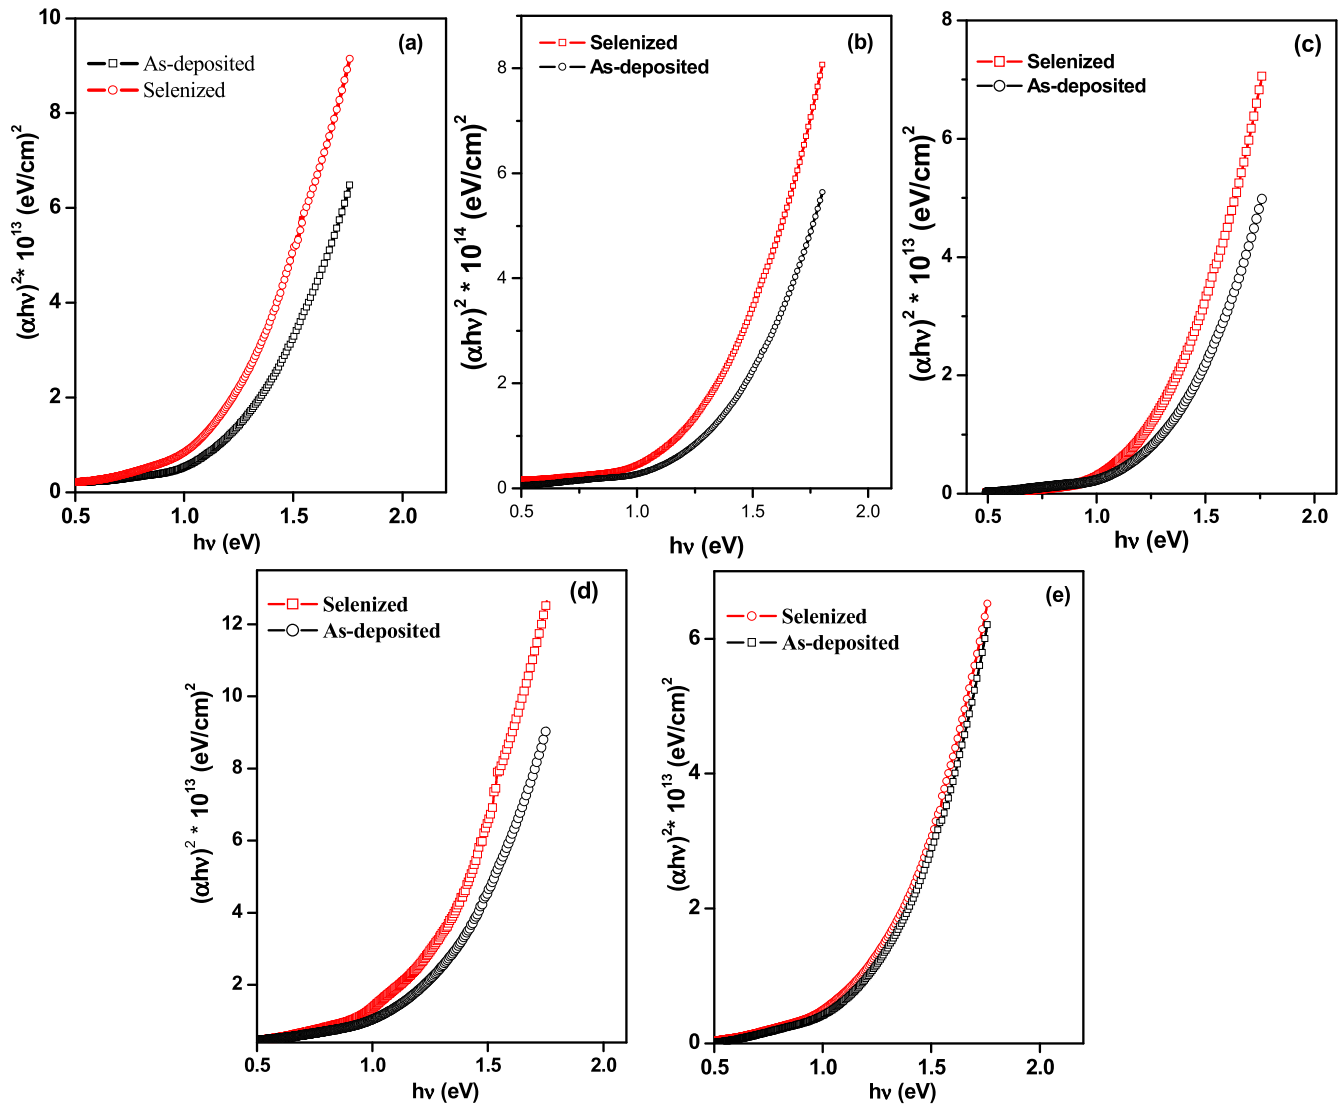 (a)
As-deposited
Selenized
(αhν)²* 10¹³ (eV/cm)²
10
8
6
4
2
0
0.5 1.0 1.5 2.0
hν (eV)
(b)
Selenized
As-deposited
(αhν)² * 10¹⁴ (eV/cm)²
8
6
4
2
0
0.5 1.0 1.5 2.0
hν (eV)
(c)
Selenized
As-deposited
(αhν)² * 10¹³ (eV/cm)²
8
6
4
2
0
0.5 1.0 1.5 2.0
hν (eV)
(d)
Selenized
As-deposited
(αhν)² * 10¹³ (eV/cm)²
12
10
8
6
4
2
0.5 1.0 1.5 2.0
hν (eV)
(e)
Selenized
As-deposited
(αhν)²* 10¹³ (eV/cm)²
6
4
2
0
0.5 1.0 1.5 2.0
hν (eV)